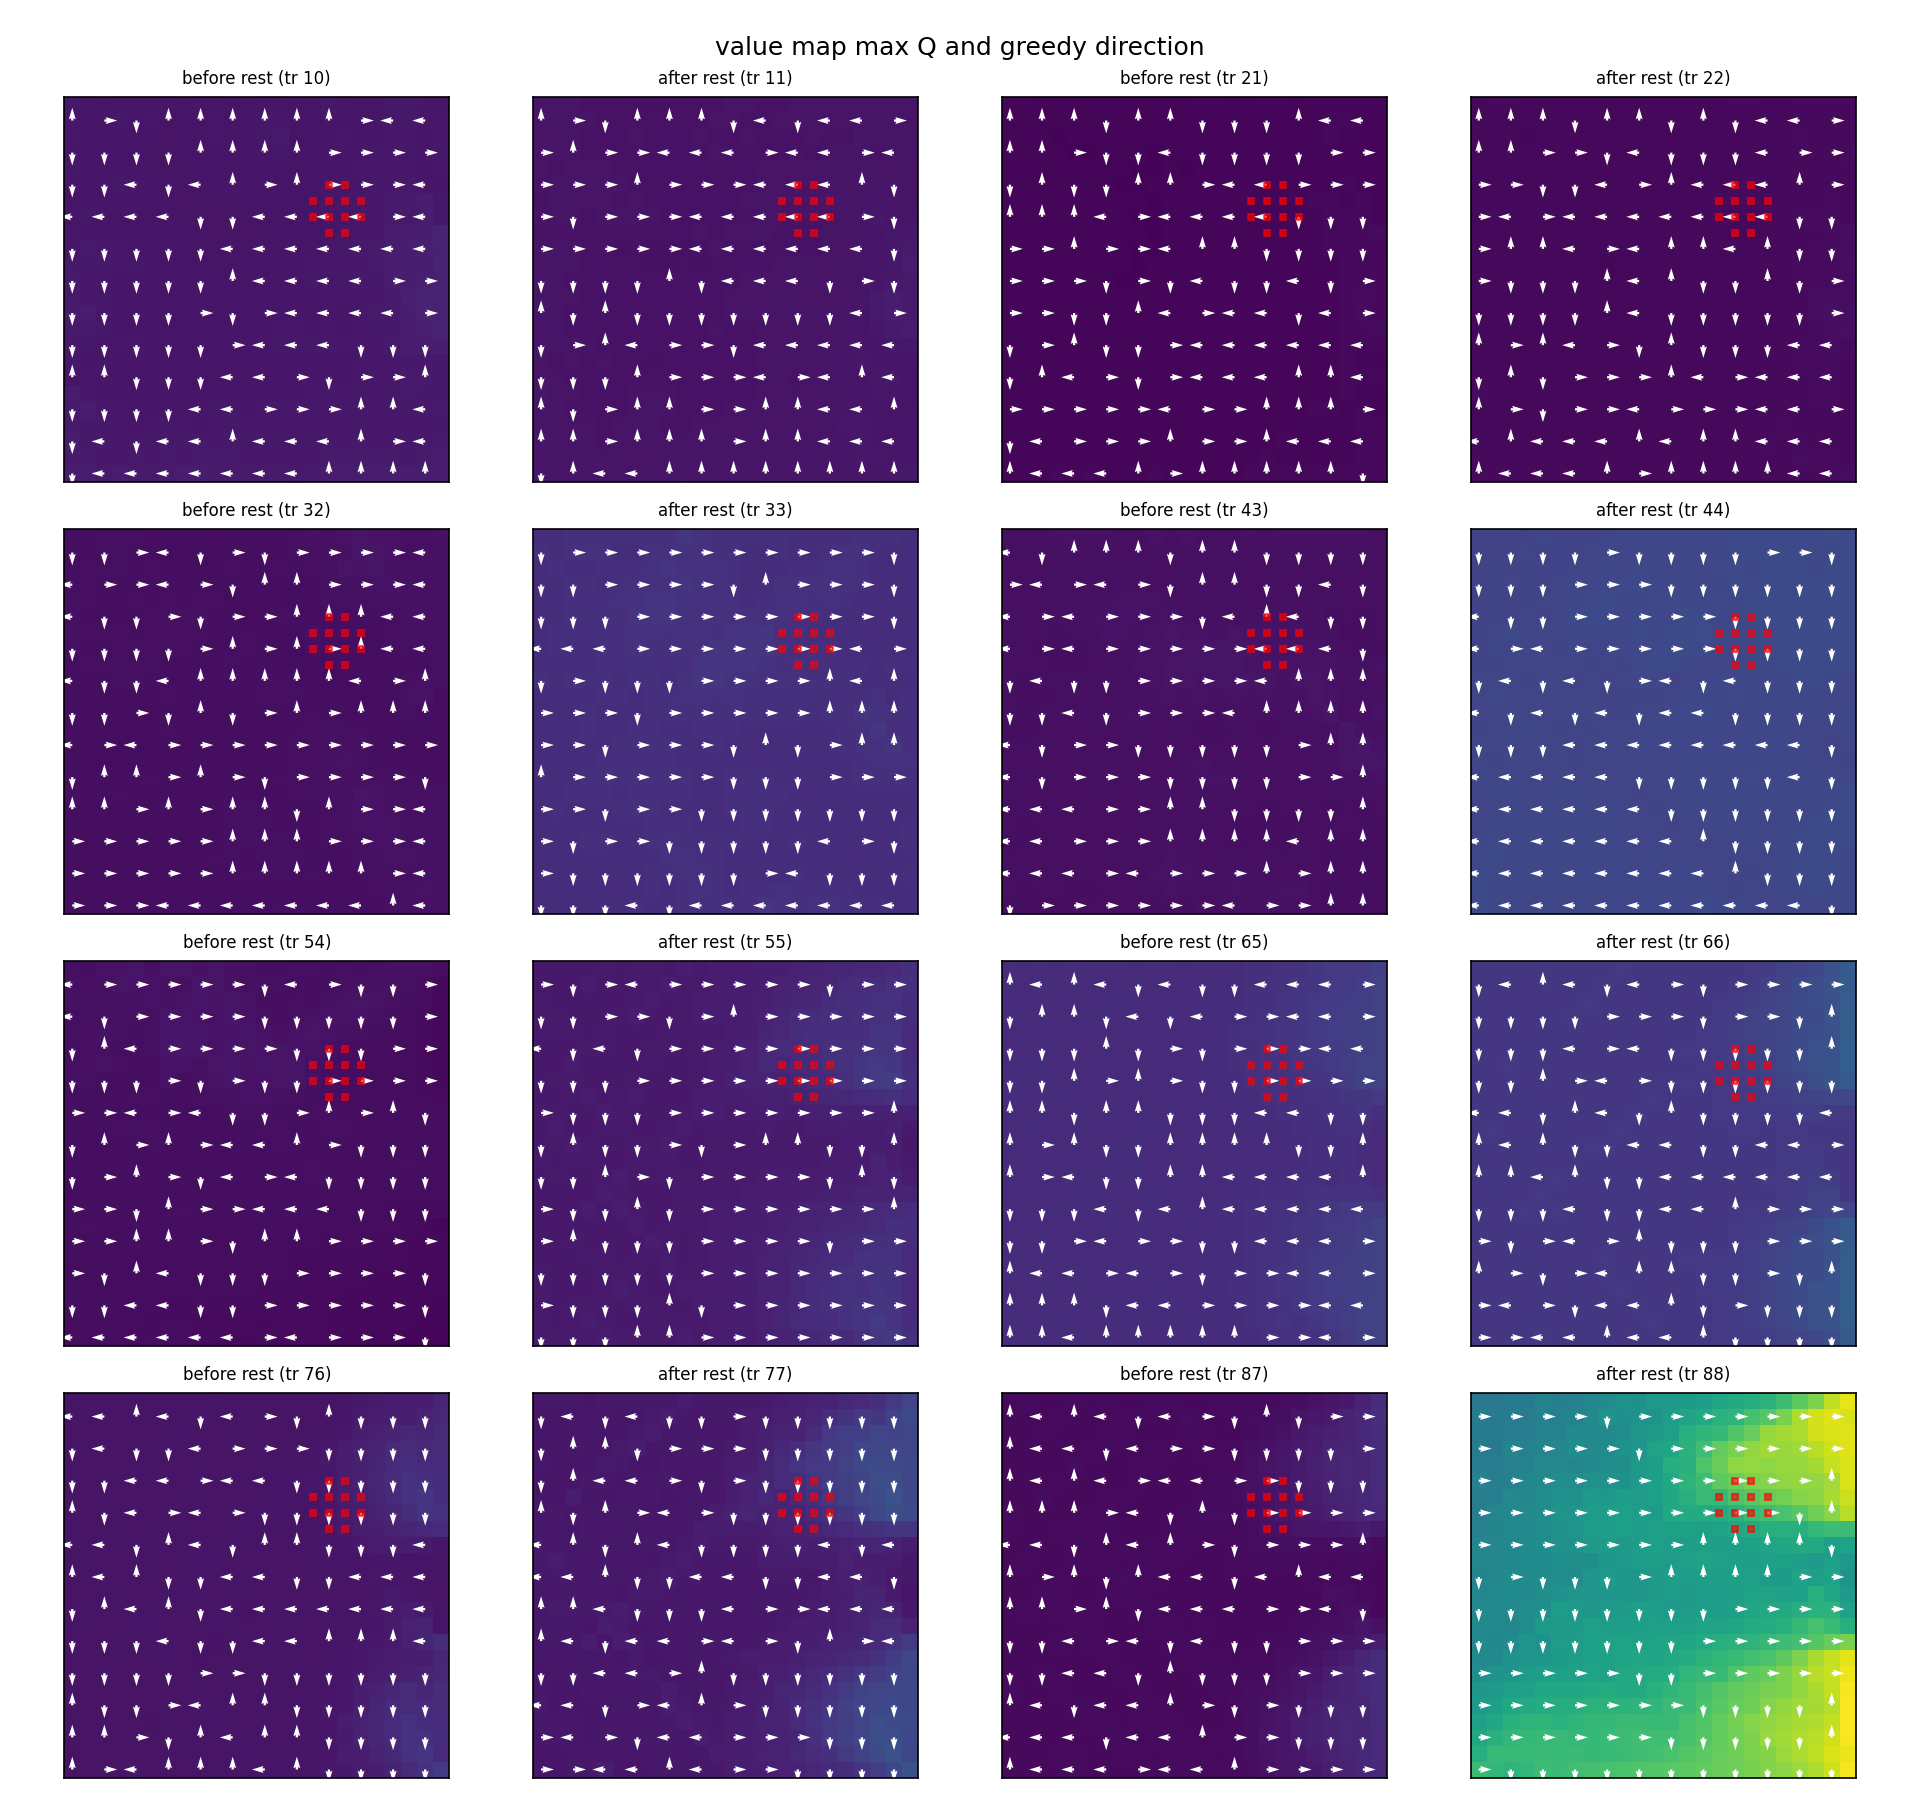 value map max Q and greedy direction
before rest (tr 10)
after rest (tr 11)
before rest (tr 21)
after rest (tr 22)
before rest (tr 32)
after rest (tr 33)
before rest (tr 43)
after rest (tr 44)
before rest (tr 54)
after rest (tr 55)
before rest (tr 65)
after rest (tr 66)
before rest (tr 76)
after rest (tr 77)
before rest (tr 87)
after rest (tr 88)